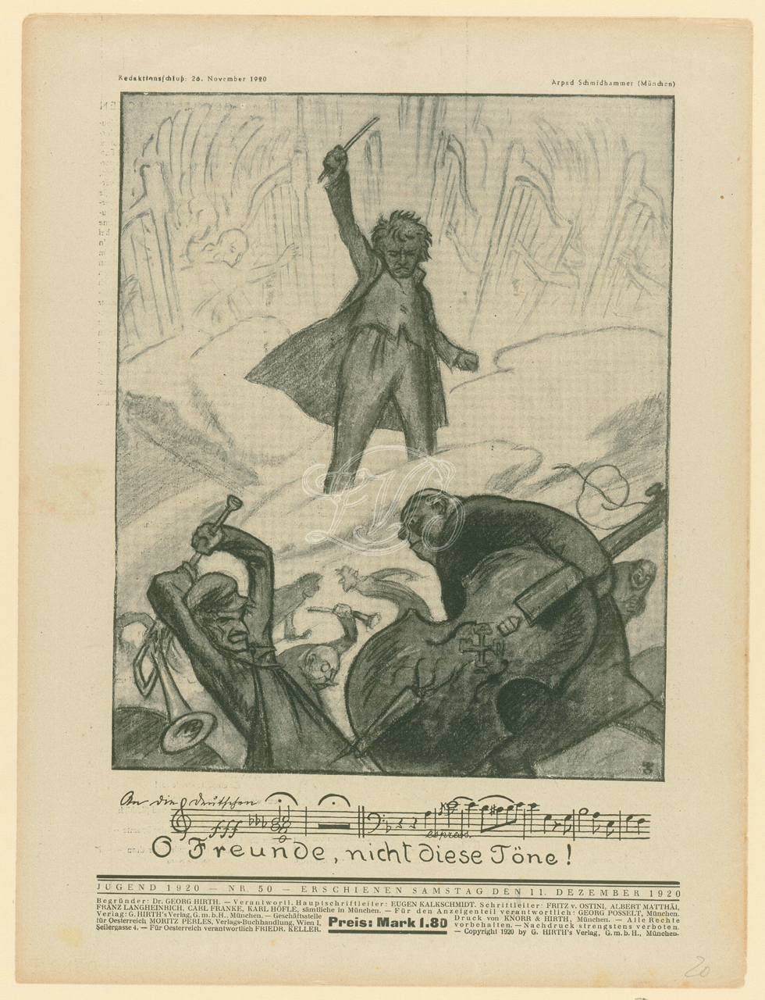 Redaktionsschluß: 26. November 1920
Arpad Schmidhammer (München)
An die Deutschen
fff
espress.
O Freunde, nicht diese Töne!
JUGEND 1920 — NR. 50 — ERSCHIENEN SAMSTAG DEN 11. DEZEMBER 1920
Begründer: Dr. GEORG HIRTH. — Verantwortl. Hauptschriftleiter: EUGEN KALKSCHMIDT. Schriftleiter: FRITZ v. OSTINI, ALBERT MATTHÄI,
FRANZ LANGHEINRICH, CARL FRANKE, KARL HÖFLE, sämtliche in München. — Für den Anzeigenteil verantwortlich: GEORG POSSELT, München.
Verlag: G. HIRTH's Verlag, G. m. b. H., München. — Geschäftsstelle
für Oesterreich MORITZ PERLES, Verlags-Buchhandlung, Wien I,
Seilergasse 4. — Für Oesterreich verantwortlich FRIEDR. KELLER.
Preis: Mark 1.80
Druck von KNORR & HIRTH, München. — Alle Rechte
vorbehalten. — Nachdruck strengstens verboten.
— Copyright 1920 by G. HIRTH's Verlag, G. m. b. H., München.
20